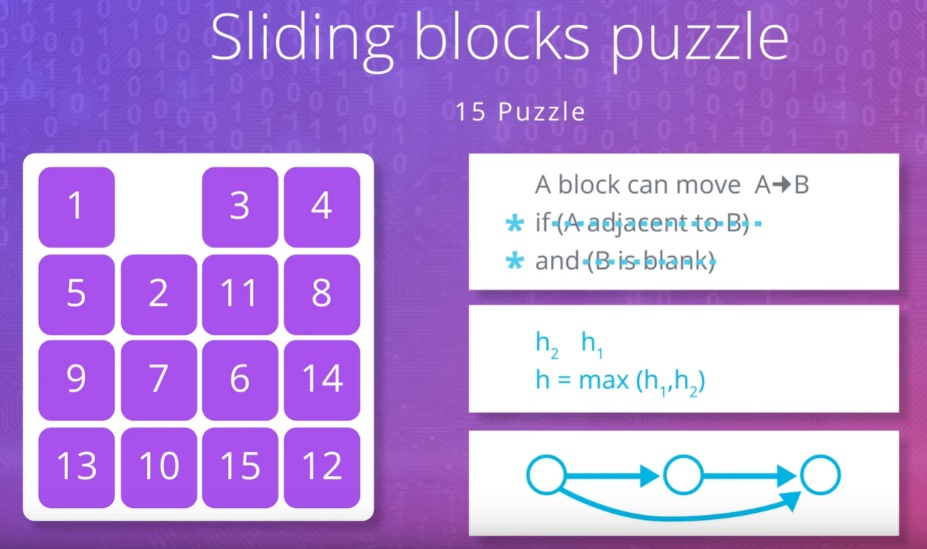 Sliding blocks puzzle
15 Puzzle
1 3 4
5 2 11 8
9 7 6 14
13 10 15 12
A block can move A→B
* if (A adjacent to B)
* and (B is blank)
h₂ h₁
h = max (h₁,h₂)